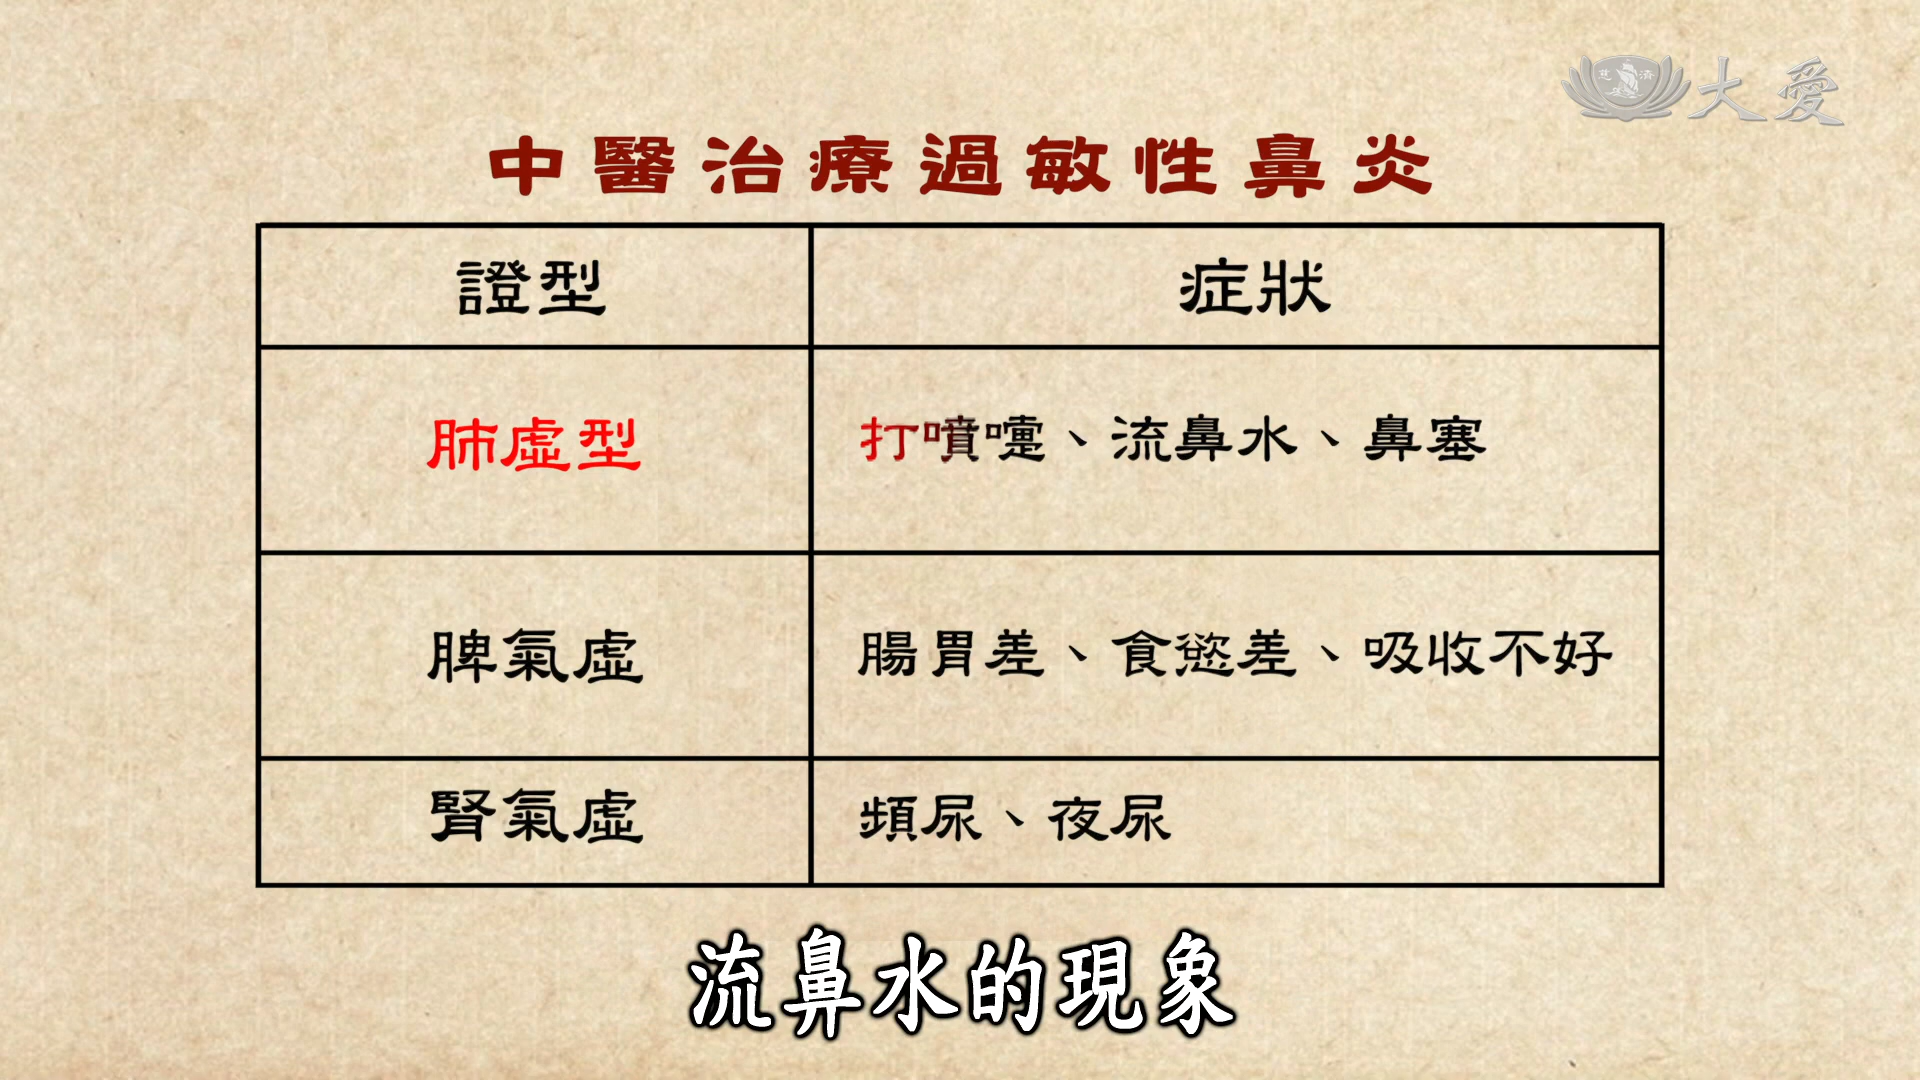 慈濟
大愛
中醫治療過敏性鼻炎
證型 症狀
肺虛型 打噴嚏、流鼻水、鼻塞
脾氣虛 腸胃差、食慾差、吸收不好
腎氣虛 頻尿、夜尿
流鼻水的現象